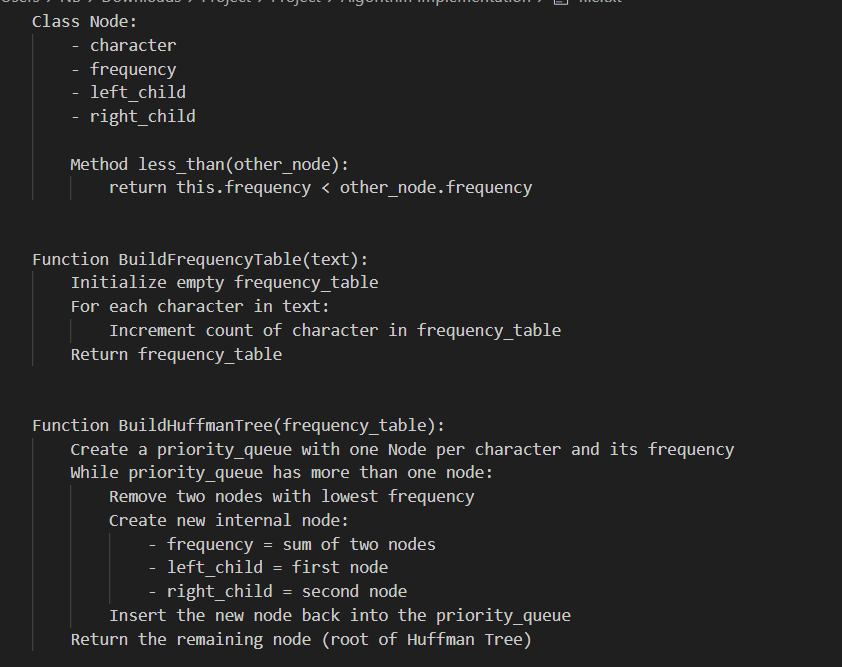 Class Node:
- character
- frequency
- left_child
- right_child
Method less_than(other_node):
return this.frequency < other_node.frequency
Function BuildFrequencyTable(text):
Initialize empty frequency_table
For each character in text:
Increment count of character in frequency_table
Return frequency_table
Function BuildHuffmanTree(frequency_table):
Create a priority_queue with one Node per character and its frequency
While priority_queue has more than one node:
Remove two nodes with lowest frequency
Create new internal node:
- frequency = sum of two nodes
- left_child = first node
- right_child = second node
Insert the new node back into the priority_queue
Return the remaining node (root of Huffman Tree)